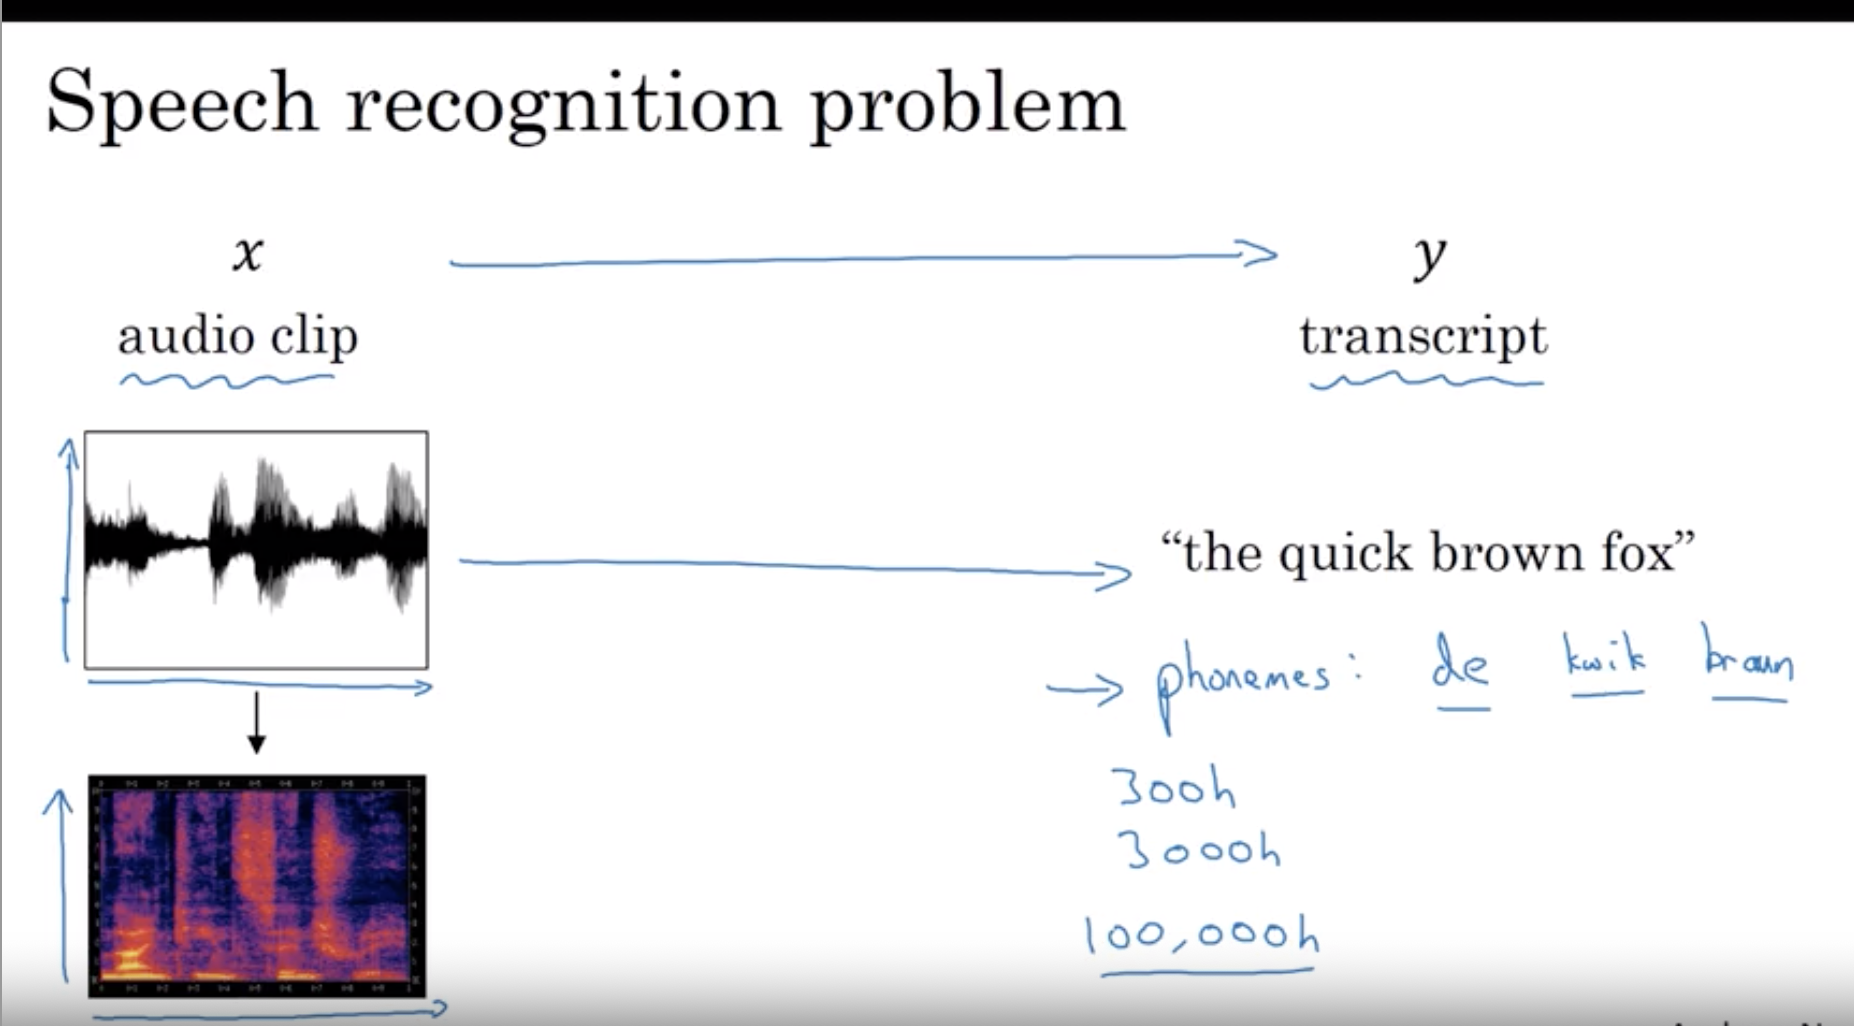 Speech recognition problem
x y
audio clip transcript
“the quick brown fox”
phonemes: de kwik braun
300h
3000h
100,000h